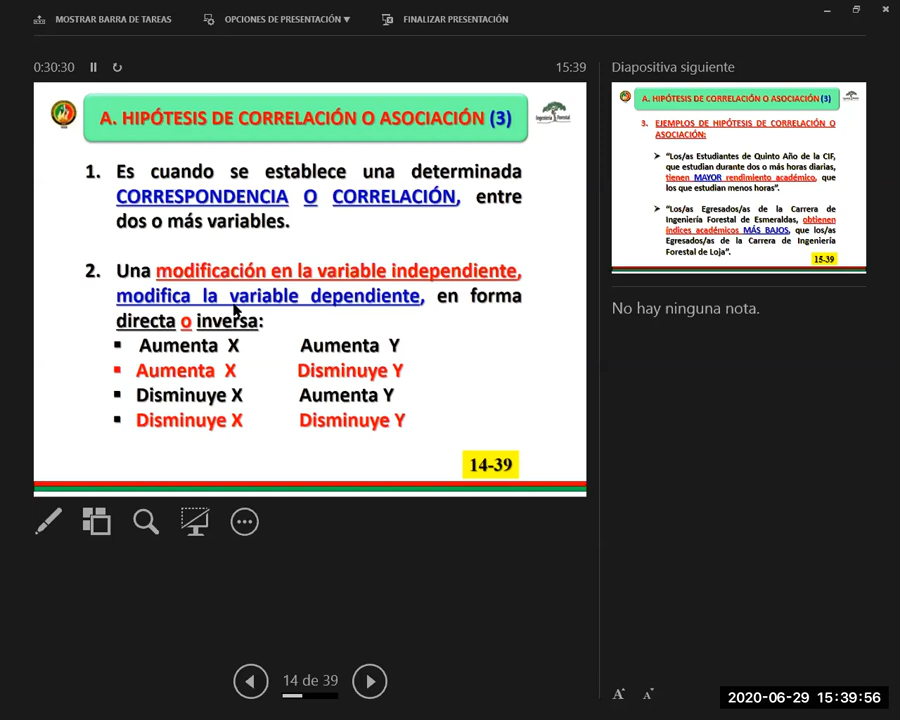 MOSTRAR BARRA DE TAREAS
OPCIONES DE PRESENTACIÓN ▼
FINALIZAR PRESENTACIÓN
0:30:30
15:39
A. HIPÓTESIS DE CORRELACIÓN O ASOCIACIÓN (3)
1. Es cuando se establece una determinada
CORRESPONDENCIA O CORRELACIÓN, entre
dos o más variables.
2. Una modificación en la variable independiente,
modifica la variable dependiente, en forma
directa o inversa:
▪ Aumenta X Aumenta Y
▪ Aumenta X Disminuye Y
▪ Disminuye X Aumenta Y
▪ Disminuye X Disminuye Y
14-39
Diapositiva siguiente
A. HIPÓTESIS DE CORRELACIÓN O ASOCIACIÓN (3)
3. EJEMPLOS DE HIPÓTESIS DE CORRELACIÓN O
ASOCIACIÓN:
➢ "Los/as Estudiantes de Quinto Año de la CIF,
que estudian durante dos o más horas diarias,
tienen MAYOR rendimiento académico, que
los que estudian menos horas".
➢ "Los/as Egresados/as de la Carrera de
Ingeniería Forestal de Esmeraldas, obtienen
índices académicos MÁS BAJOS, que los/as
Egresados/as de la Carrera de Ingeniería
Forestal de Loja".
15-39
No hay ninguna nota.
14 de 39
2020-06-29 15:39:56